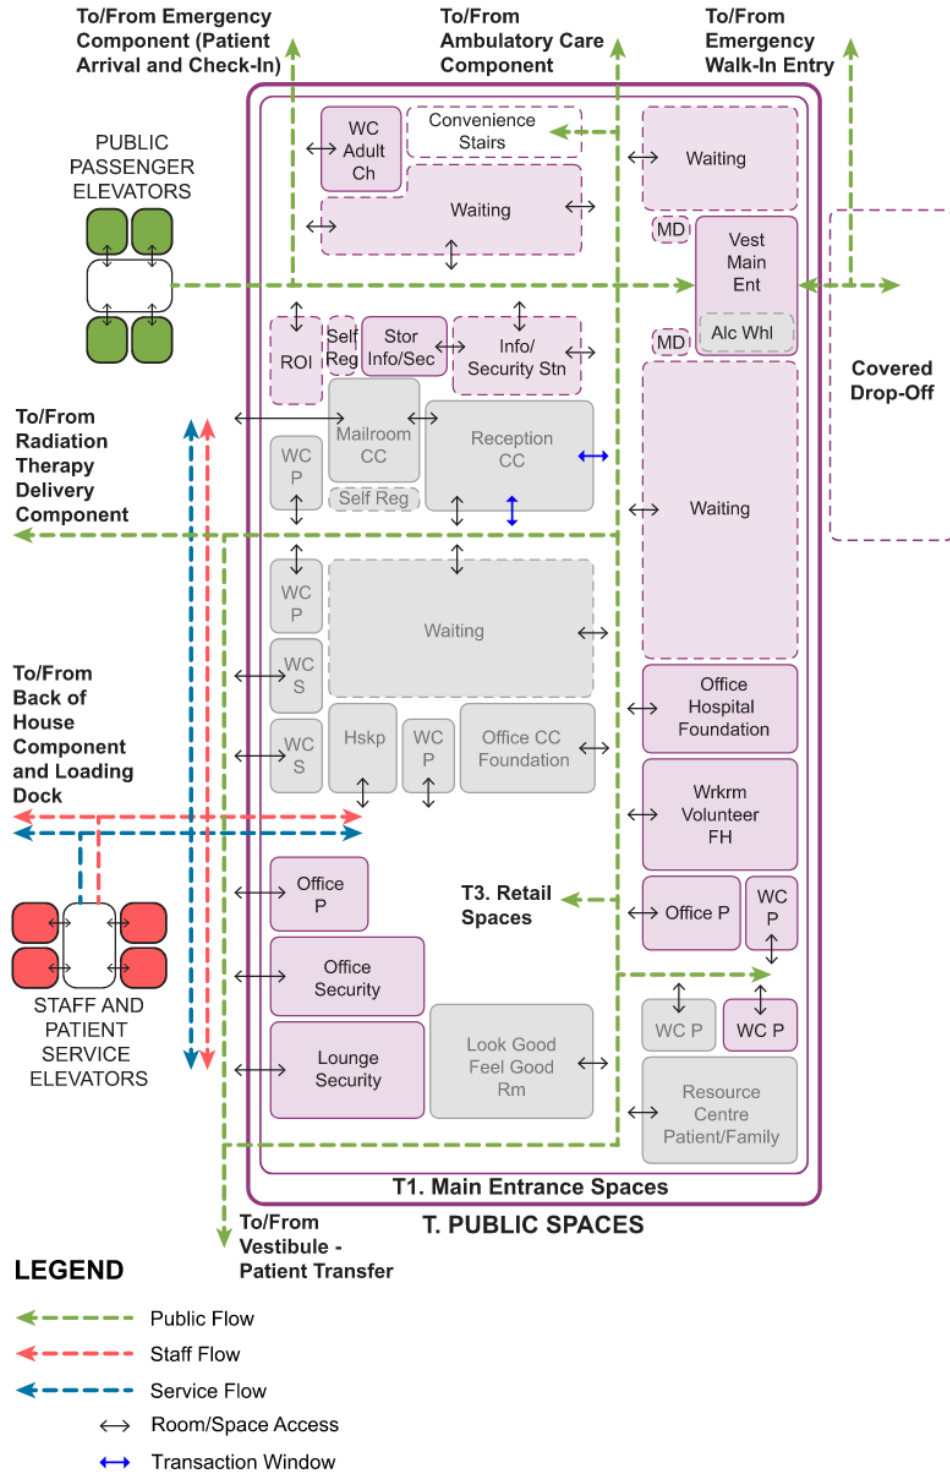 To/From Emergency
Component (Patient
Arrival and Check-In)
To/From
Ambulatory Care
Component
To/From
Emergency
Walk-In Entry
PUBLIC
PASSENGER
ELEVATORS
WC
Adult
Ch
Convenience
Stairs
Waiting
Waiting
MD
Vest
Main
Ent
Alc Whl
MD
Covered
Drop-Off
ROI
Self
Reg
Stor
Info/Sec
Info/
Security Stn
To/From
Radiation
Therapy
Delivery
Component
Mailroom
CC
Reception
CC
WC
P
Self Reg
Waiting
WC
P
Waiting
WC
S
To/From
Back of
House
Component
and Loading
Dock
WC
S
Hskp
WC
P
Office CC
Foundation
Office
Hospital
Foundation
Wrkrm
Volunteer
FH
Office
P
T3. Retail
Spaces
Office P
WC
P
Office
Security
STAFF AND
PATIENT
SERVICE
ELEVATORS
Lounge
Security
Look Good
Feel Good
Rm
WC P
WC P
Resource
Centre
Patient/Family
T1. Main Entrance Spaces
T. PUBLIC SPACES
To/From
Vestibule -
Patient Transfer
LEGEND
Public Flow
Staff Flow
Service Flow
Room/Space Access
Transaction Window